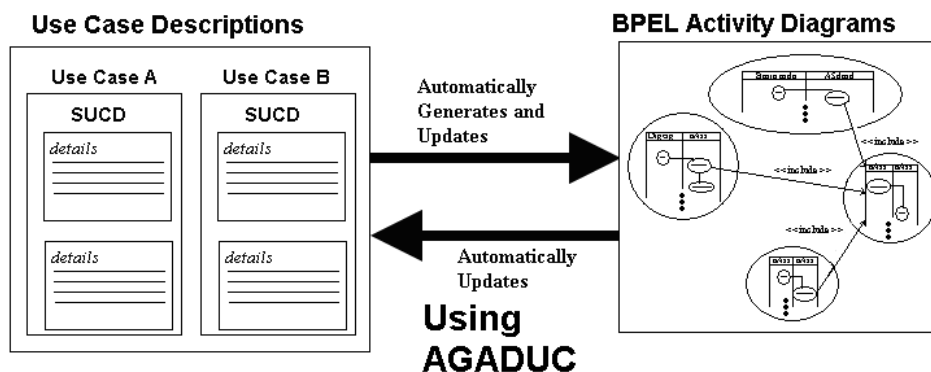 Use Case Descriptions
Use Case A
SUCD
details
details
Use Case B
SUCD
details
details
Automatically
Generates and
Updates
Automatically
Updates
Using
AGADUC
BPEL Activity Diagrams
<<include>>
<<include>>
<<include>>